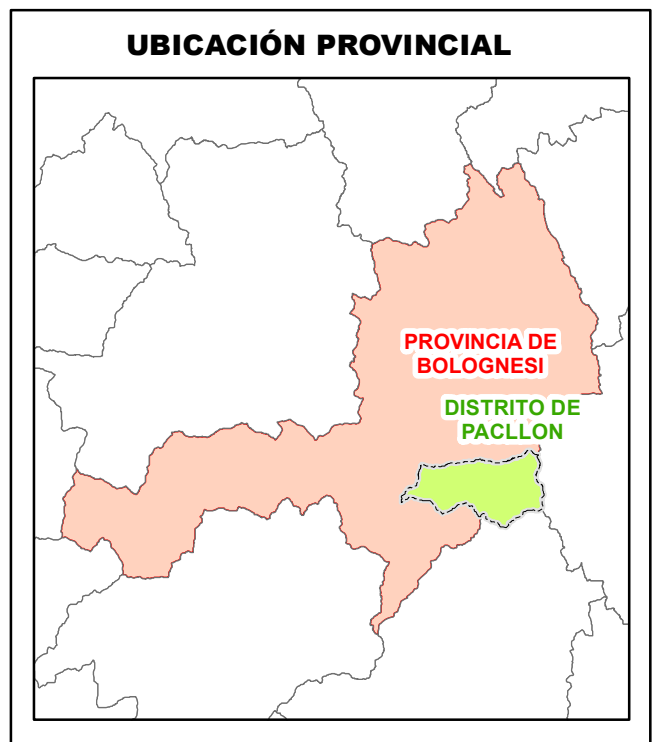 UBICACIÓN PROVINCIAL
PROVINCIA DE
BOLOGNESI
DISTRITO DE
PACLLON